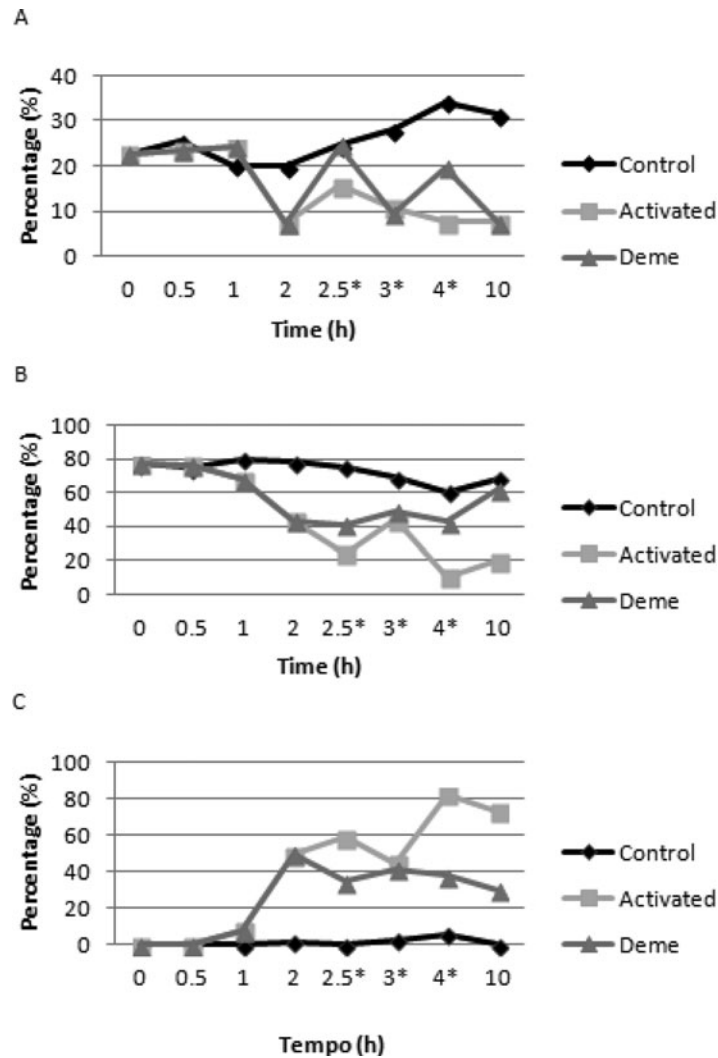 A
Percentage (%)
40
30
20
10
0
0 0.5 1 2 2.5* 3* 4* 10
Time (h)
Control
Activated
Deme
B
Percentage (%)
100
80
60
40
20
0
0 0.5 1 2 2.5* 3* 4* 10
Time (h)
Control
Activated
Deme
C
Percentage (%)
100
80
60
40
20
0
0 0.5 1 2 2.5* 3* 4* 10
Tempo (h)
Control
Activated
Deme